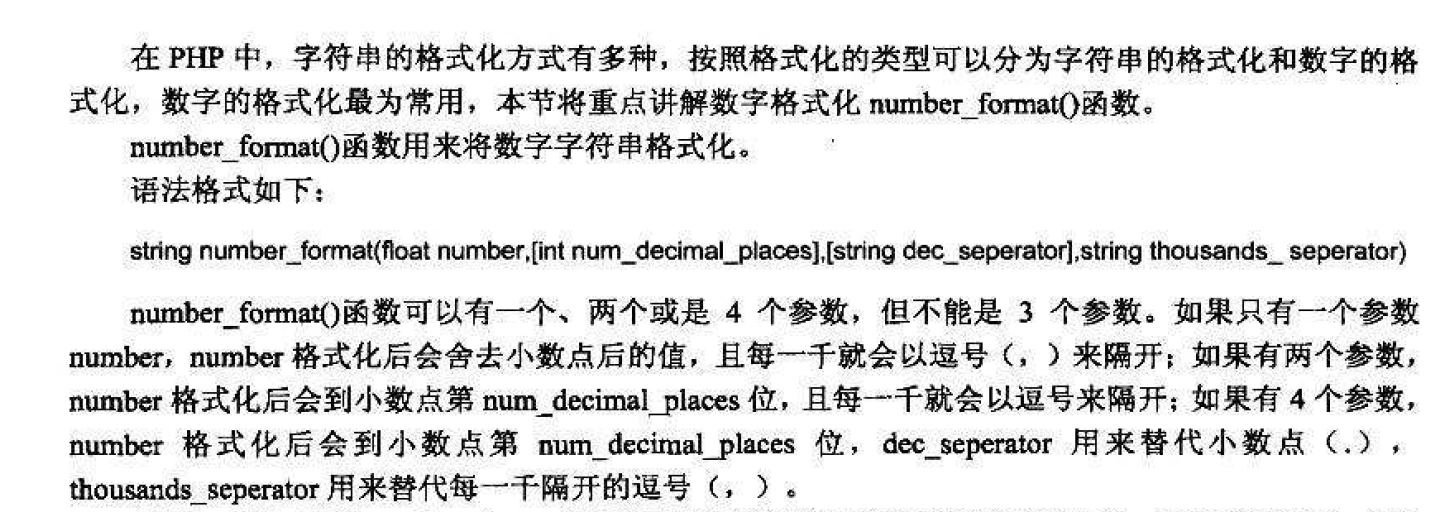 在 PHP 中，字符串的格式化方式有多种，按照格式化的类型可以分为字符串的格式化和数字的格
式化，数字的格式化最为常用，本节将重点讲解数字格式化 number_format()函数。
number_format()函数用来将数字字符串格式化。
语法格式如下：
string number_format(float number,[int num_decimal_places],[string dec_seperator],string thousands_ seperator)
number_format()函数可以有一个、两个或是 4 个参数，但不能是 3 个参数。如果只有一个参数
number，number 格式化后会舍去小数点后的值，且每一千就会以逗号（，）来隔开；如果有两个参数，
number 格式化后会到小数点第 num_decimal_places 位，且每一千就会以逗号来隔开；如果有 4 个参数，
number 格式化后会到小数点第 num_decimal_places 位，dec_seperator 用来替代小数点（.），
thousands_seperator 用来替代每一千隔开的逗号（，）。